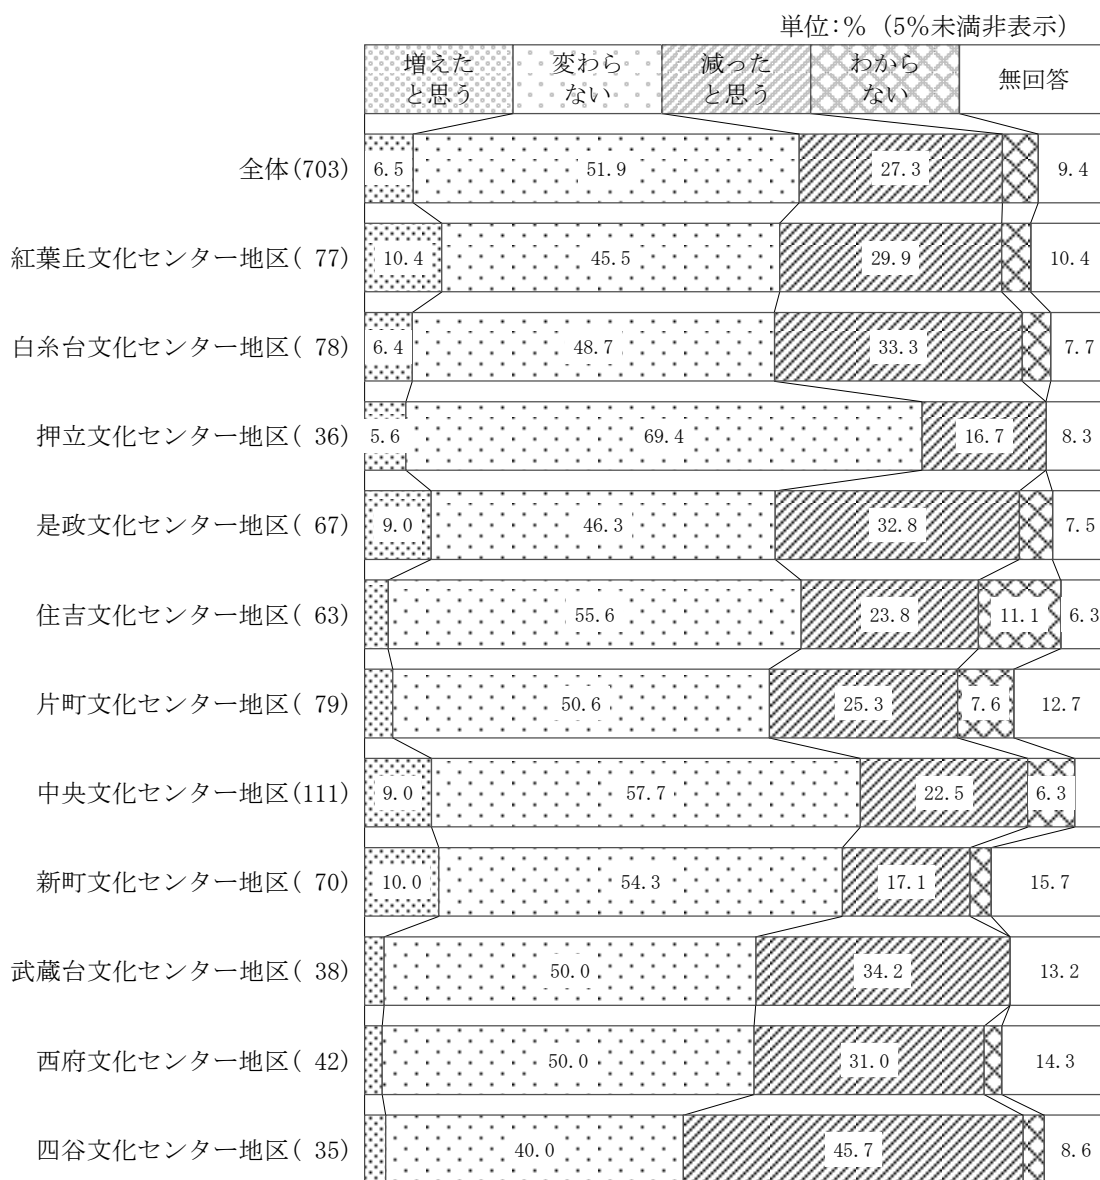 単位：％（5％未満非表示）
増えた
と思う
変わら
ない
減った
と思う
わから
ない
無回答
全体(703) 6.5 51.9 27.3 9.4
紅葉丘文化センター地区( 77) 10.4 45.5 29.9 10.4
白糸台文化センター地区( 78) 6.4 48.7 33.3 7.7
押立文化センター地区( 36) 5.6 69.4 16.7 8.3
是政文化センター地区( 67) 9.0 46.3 32.8 7.5
住吉文化センター地区( 63) 55.6 23.8 11.1 6.3
片町文化センター地区( 79) 50.6 25.3 7.6 12.7
中央文化センター地区(111) 9.0 57.7 22.5 6.3
新町文化センター地区( 70) 10.0 54.3 17.1 15.7
武蔵台文化センター地区( 38) 50.0 34.2 13.2
西府文化センター地区( 42) 50.0 31.0 14.3
四谷文化センター地区( 35) 40.0 45.7 8.6